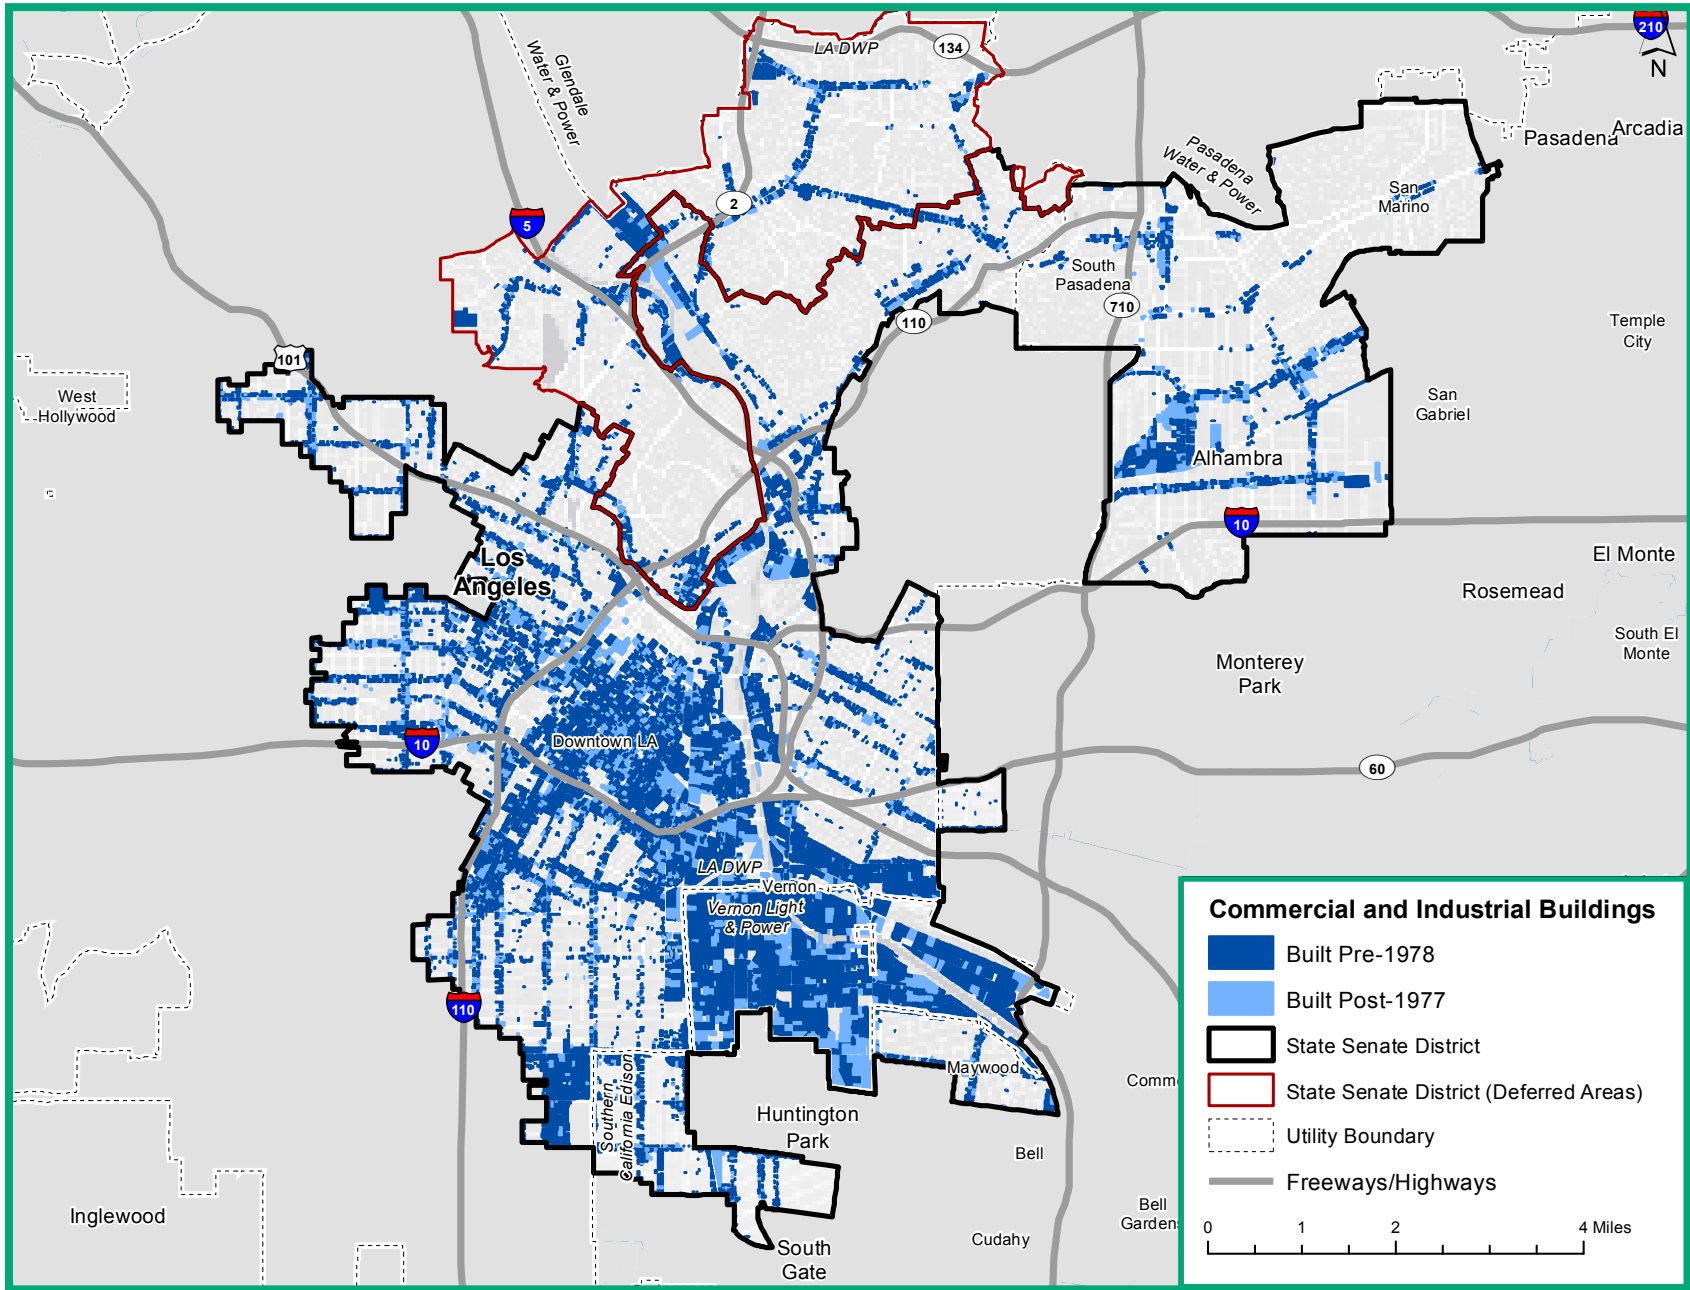 210
N
LA DWP
134
Glendale
Water & Power
Pasadena
Arcadia
Pasadena
Water & Power
San
Marino
2
5
South
Pasadena
710
110
Temple
City
101
West
Hollywood
San
Gabriel
Alhambra
10
Los
Angeles
El Monte
Rosemead
South El
Monte
Monterey
Park
Downtown LA
10
60
LA DWP
Vernon
Vernon Light
& Power
110
Maywood
Comme
Southern
California Edison
Huntington
Park
Bell
Bell
Gardens
Inglewood
Cudahy
South
Gate
Commercial and Industrial Buildings
Built Pre-1978
Built Post-1977
State Senate District
State Senate District (Deferred Areas)
Utility Boundary
Freeways/Highways
0 1 2 4 Miles